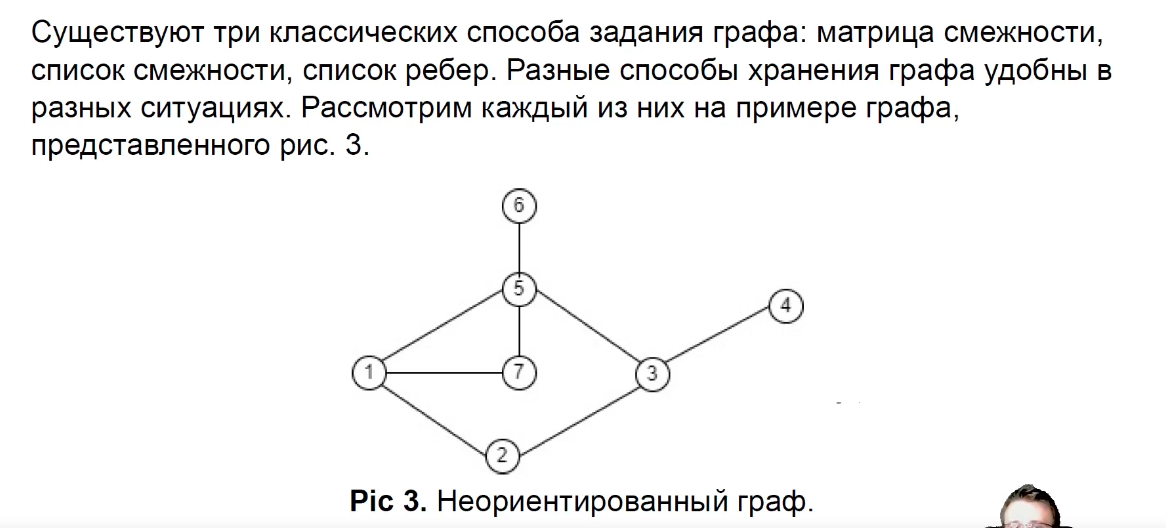 Существуют три классических способа задания графа: матрица смежности,
список смежности, список ребер. Разные способы хранения графа удобны в
разных ситуациях. Рассмотрим каждый из них на примере графа,
представленного рис. 3.
6
5
4
1
7
3
2
Ріс 3. Неориентированный граф.